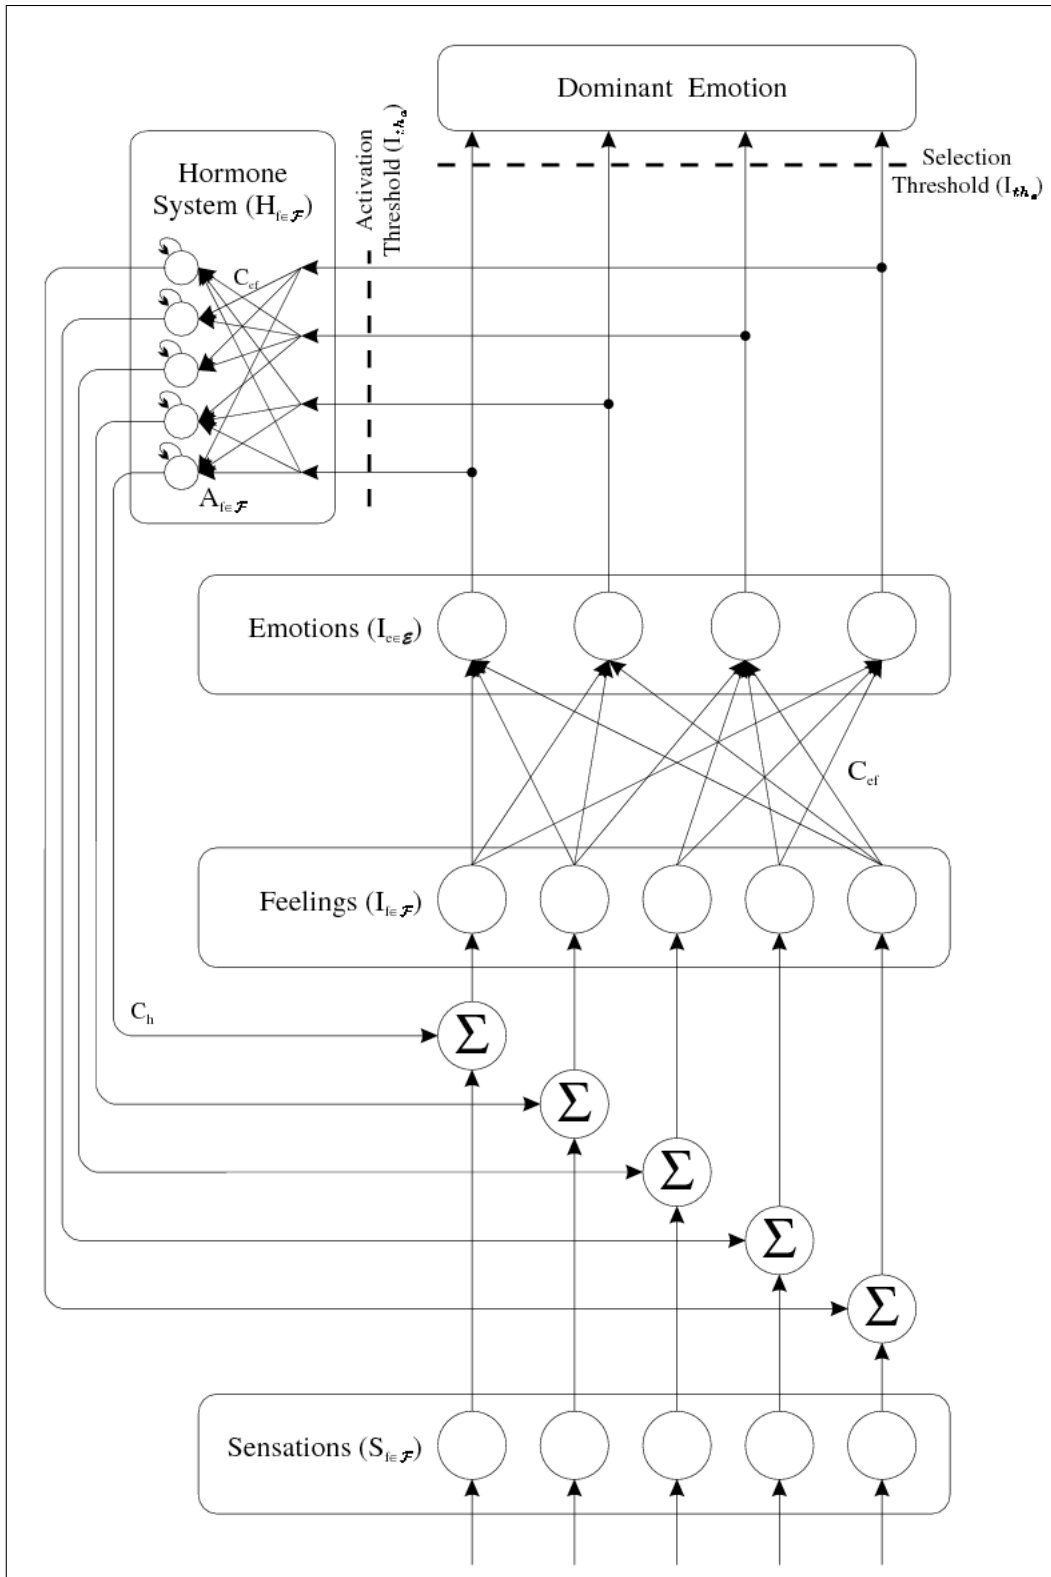 Dominant Emotion
Selection
Threshold (I_{th_s})
Activation
Threshold (I_{th_a})
Hormone
System (H_{f∈𝓕})
C_{ef}
A_{f∈𝓕}
Emotions (I_{e∈𝓔})
C_{ef}
Feelings (I_{f∈𝓕})
C_h
Σ
Σ
Σ
Σ
Σ
Sensations (S_{f∈𝓕})